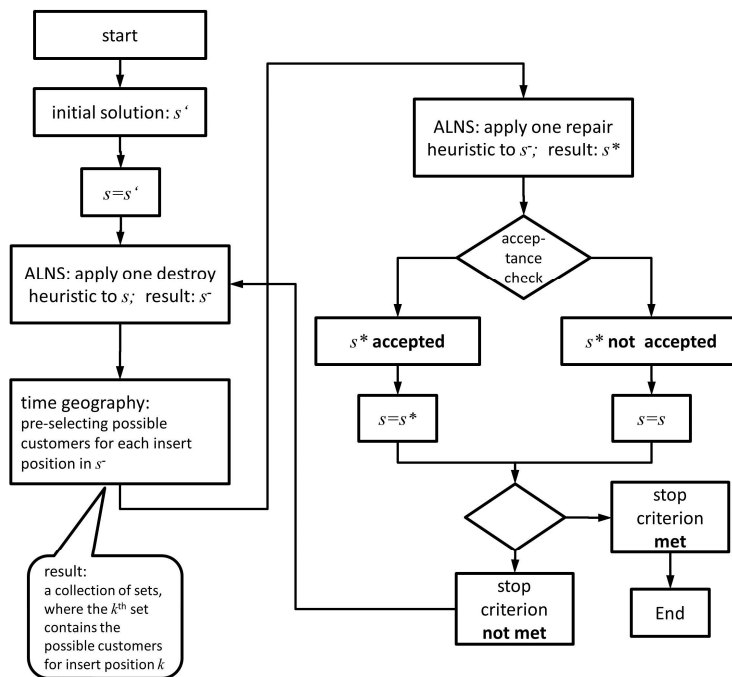 start
initial solution: s‘
s=s‘
ALNS: apply one destroy
heuristic to s; result: s⁻
time geography:
pre-selecting possible
customers for each insert
position in s⁻
result:
a collection of sets,
where the kᵗʰ set
contains the
possible customers
for insert position k
ALNS: apply one repair
heuristic to s⁻; result: s*
accep-
tance
check
s* accepted
s* not accepted
s=s*
s=s
stop
criterion
met
stop
criterion
not met
End